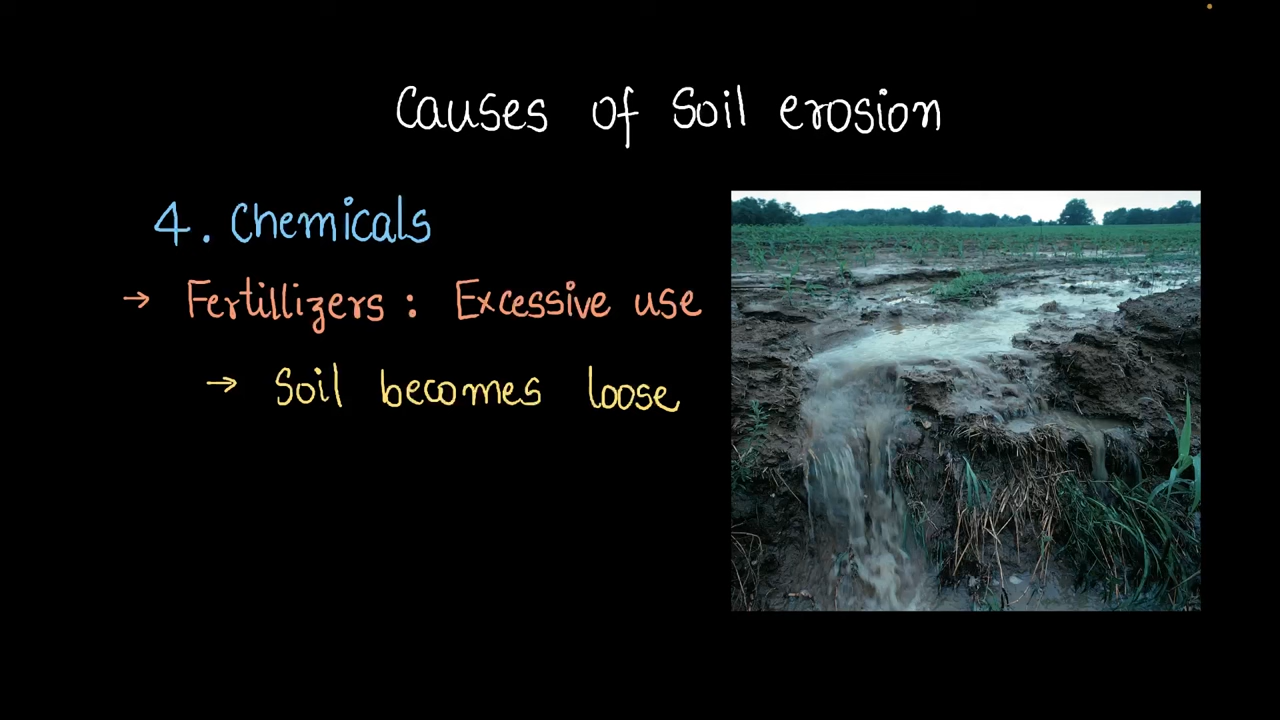 Causes of Soil erosion
4. Chemicals
→ Fertillizers : Excessive use
→ Soil becomes loose